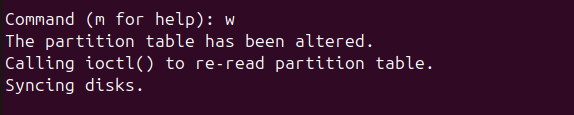 Command (m for help): w
The partition table has been altered.
Calling ioctl() to re-read partition table.
Syncing disks.